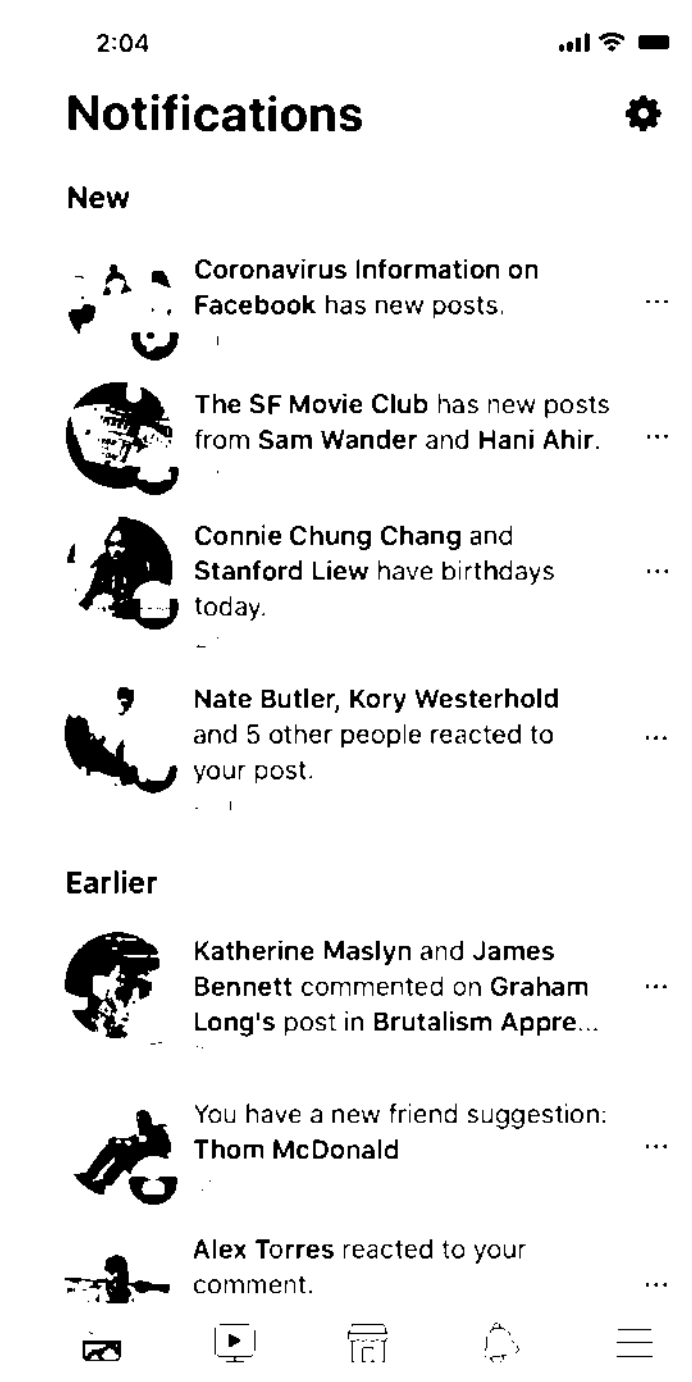 2:04
Notifications
New
Coronavirus Information on
Facebook has new posts.
The SF Movie Club has new posts
from Sam Wander and Hani Ahir.
Connie Chung Chang and
Stanford Liew have birthdays
today.
Nate Butler, Kory Westerhold
and 5 other people reacted to
your post.
Earlier
Katherine Maslyn and James
Bennett commented on Graham
Long's post in Brutalism Appre...
You have a new friend suggestion:
Thom McDonald
Alex Torres reacted to your
comment.